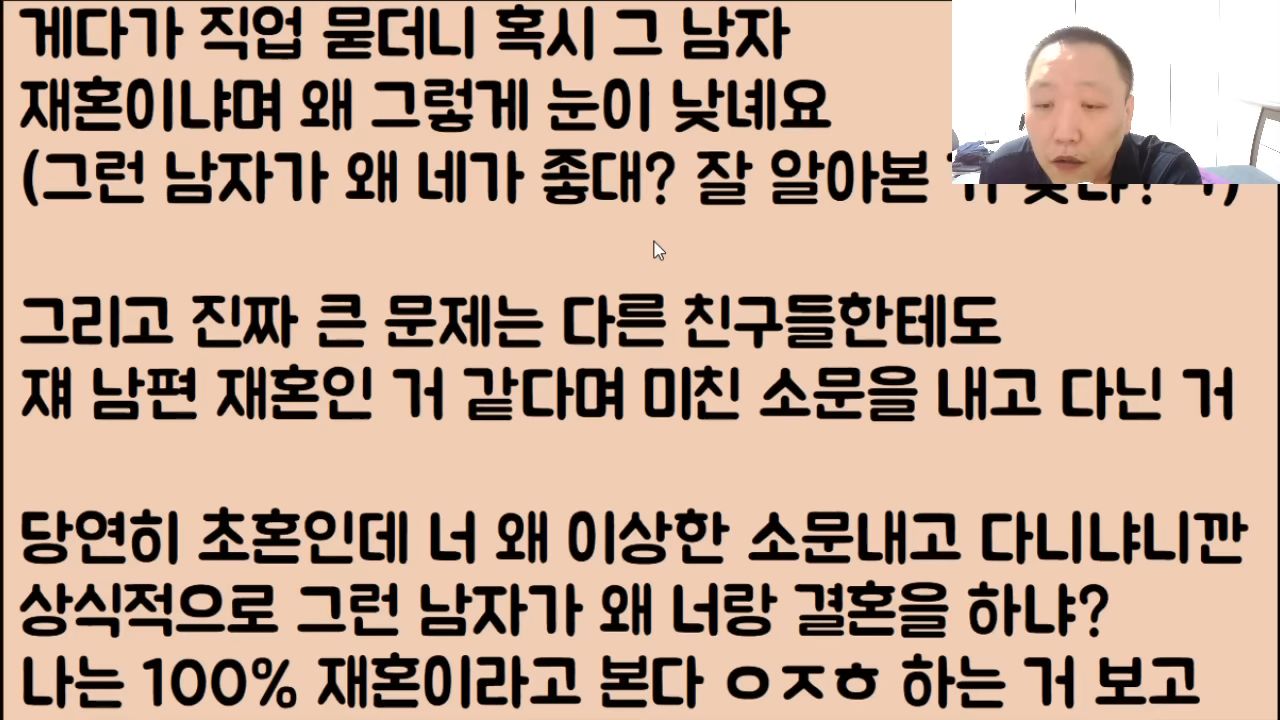 게다가 직업 묻더니 혹시 그 남자
재혼이냐며 왜 그렇게 눈이 낮녜요
(그런 남자가 왜 네가 좋대? 잘 알아본
그리고 진짜 큰 문제는 다른 친구들한테도
쟤 남편 재혼인 거 같다며 미친 소문을 내고 다닌 거
당연히 초혼인데 너 왜 이상한 소문내고 다니냐니깐
상식적으로 그런 남자가 왜 너랑 결혼을 하냐?
나는 100% 재혼이라고 본다 ㅇㅈㅎ 하는 거 보고